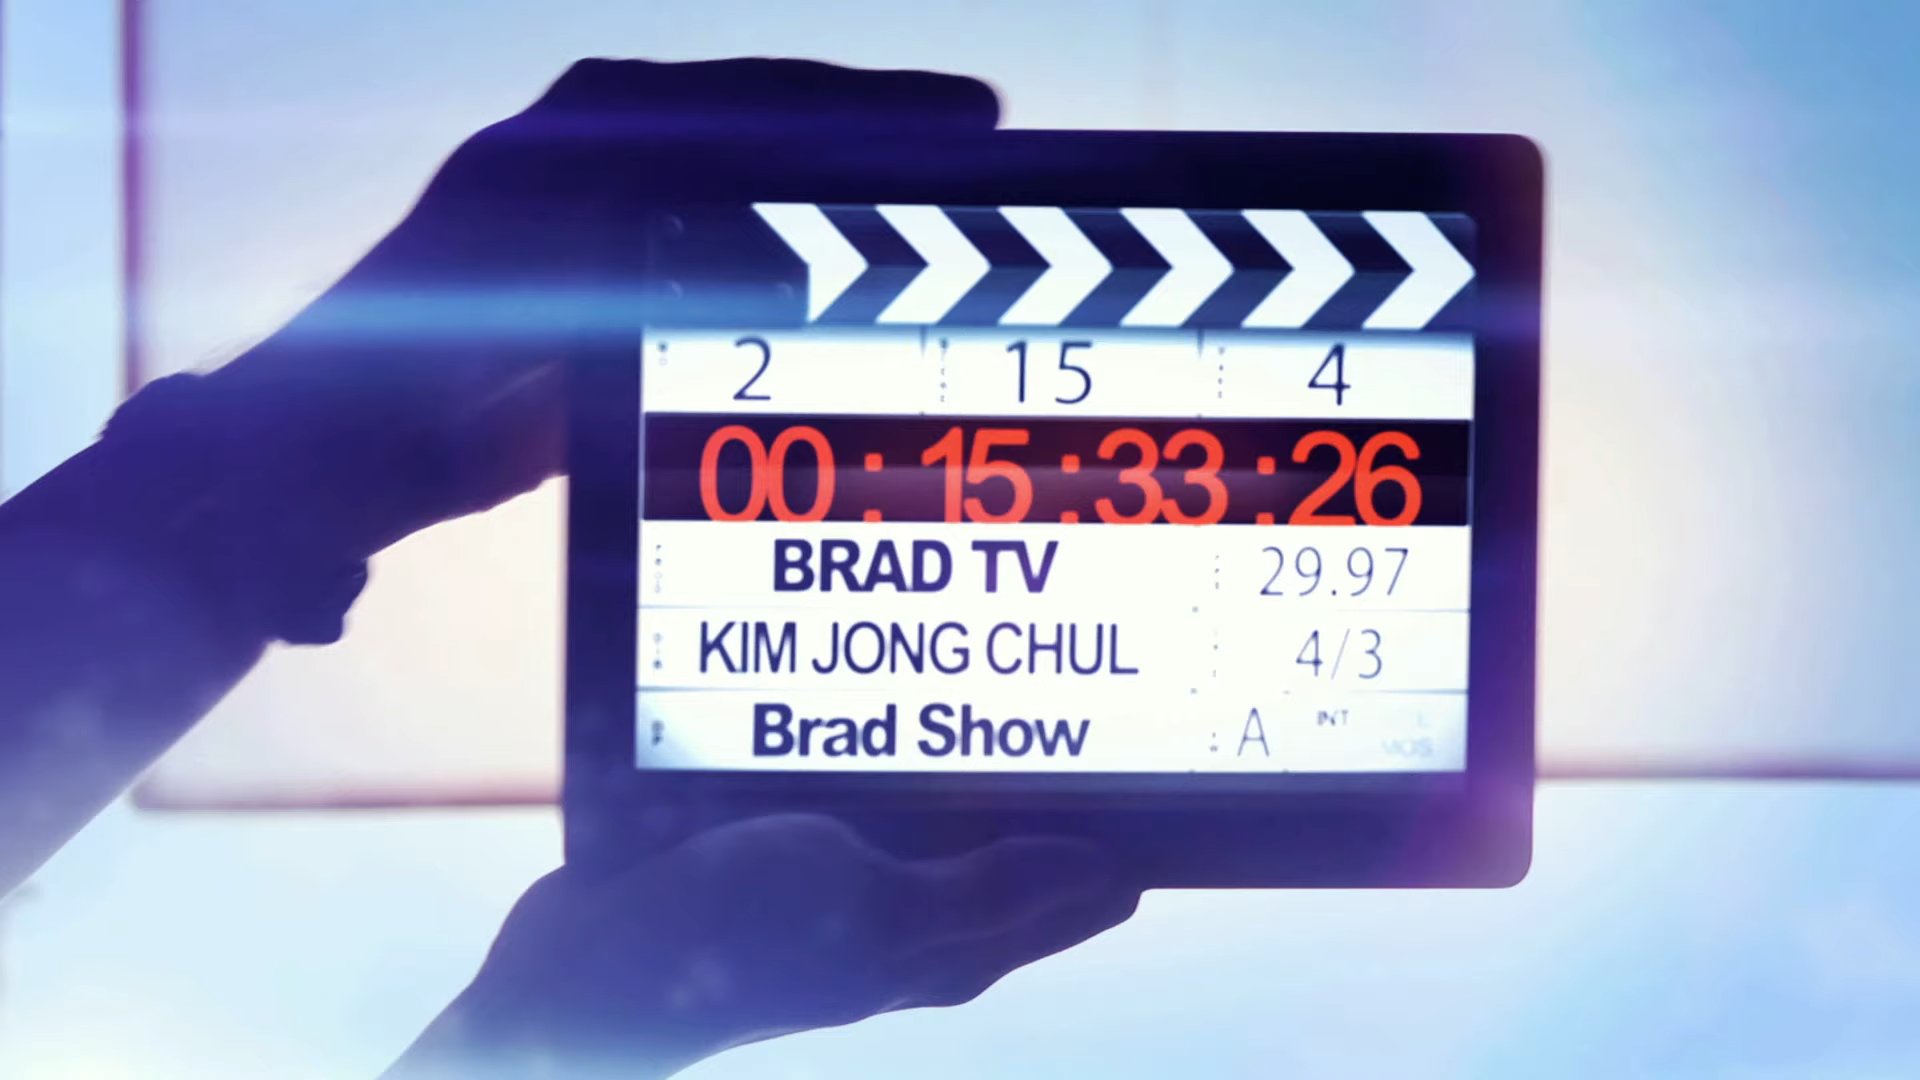 2 15 4
00:15:33:26
BRAD TV 29.97
KIM JONG CHUL 4/3
Brad Show A INT
MOS